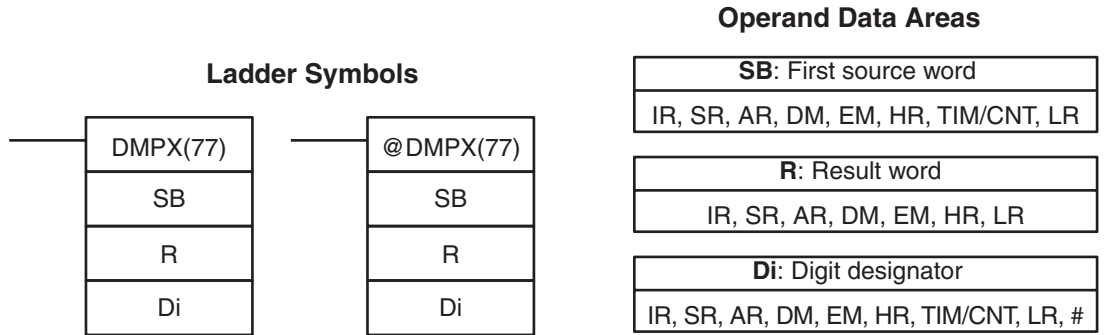 Ladder Symbols
DMPX(77)
SB
R
Di
@DMPX(77)
SB
R
Di
Operand Data Areas
SB: First source word
IR, SR, AR, DM, EM, HR, TIM/CNT, LR
R: Result word
IR, SR, AR, DM, EM, HR, LR
Di: Digit designator
IR, SR, AR, DM, EM, HR, TIM/CNT, LR, #